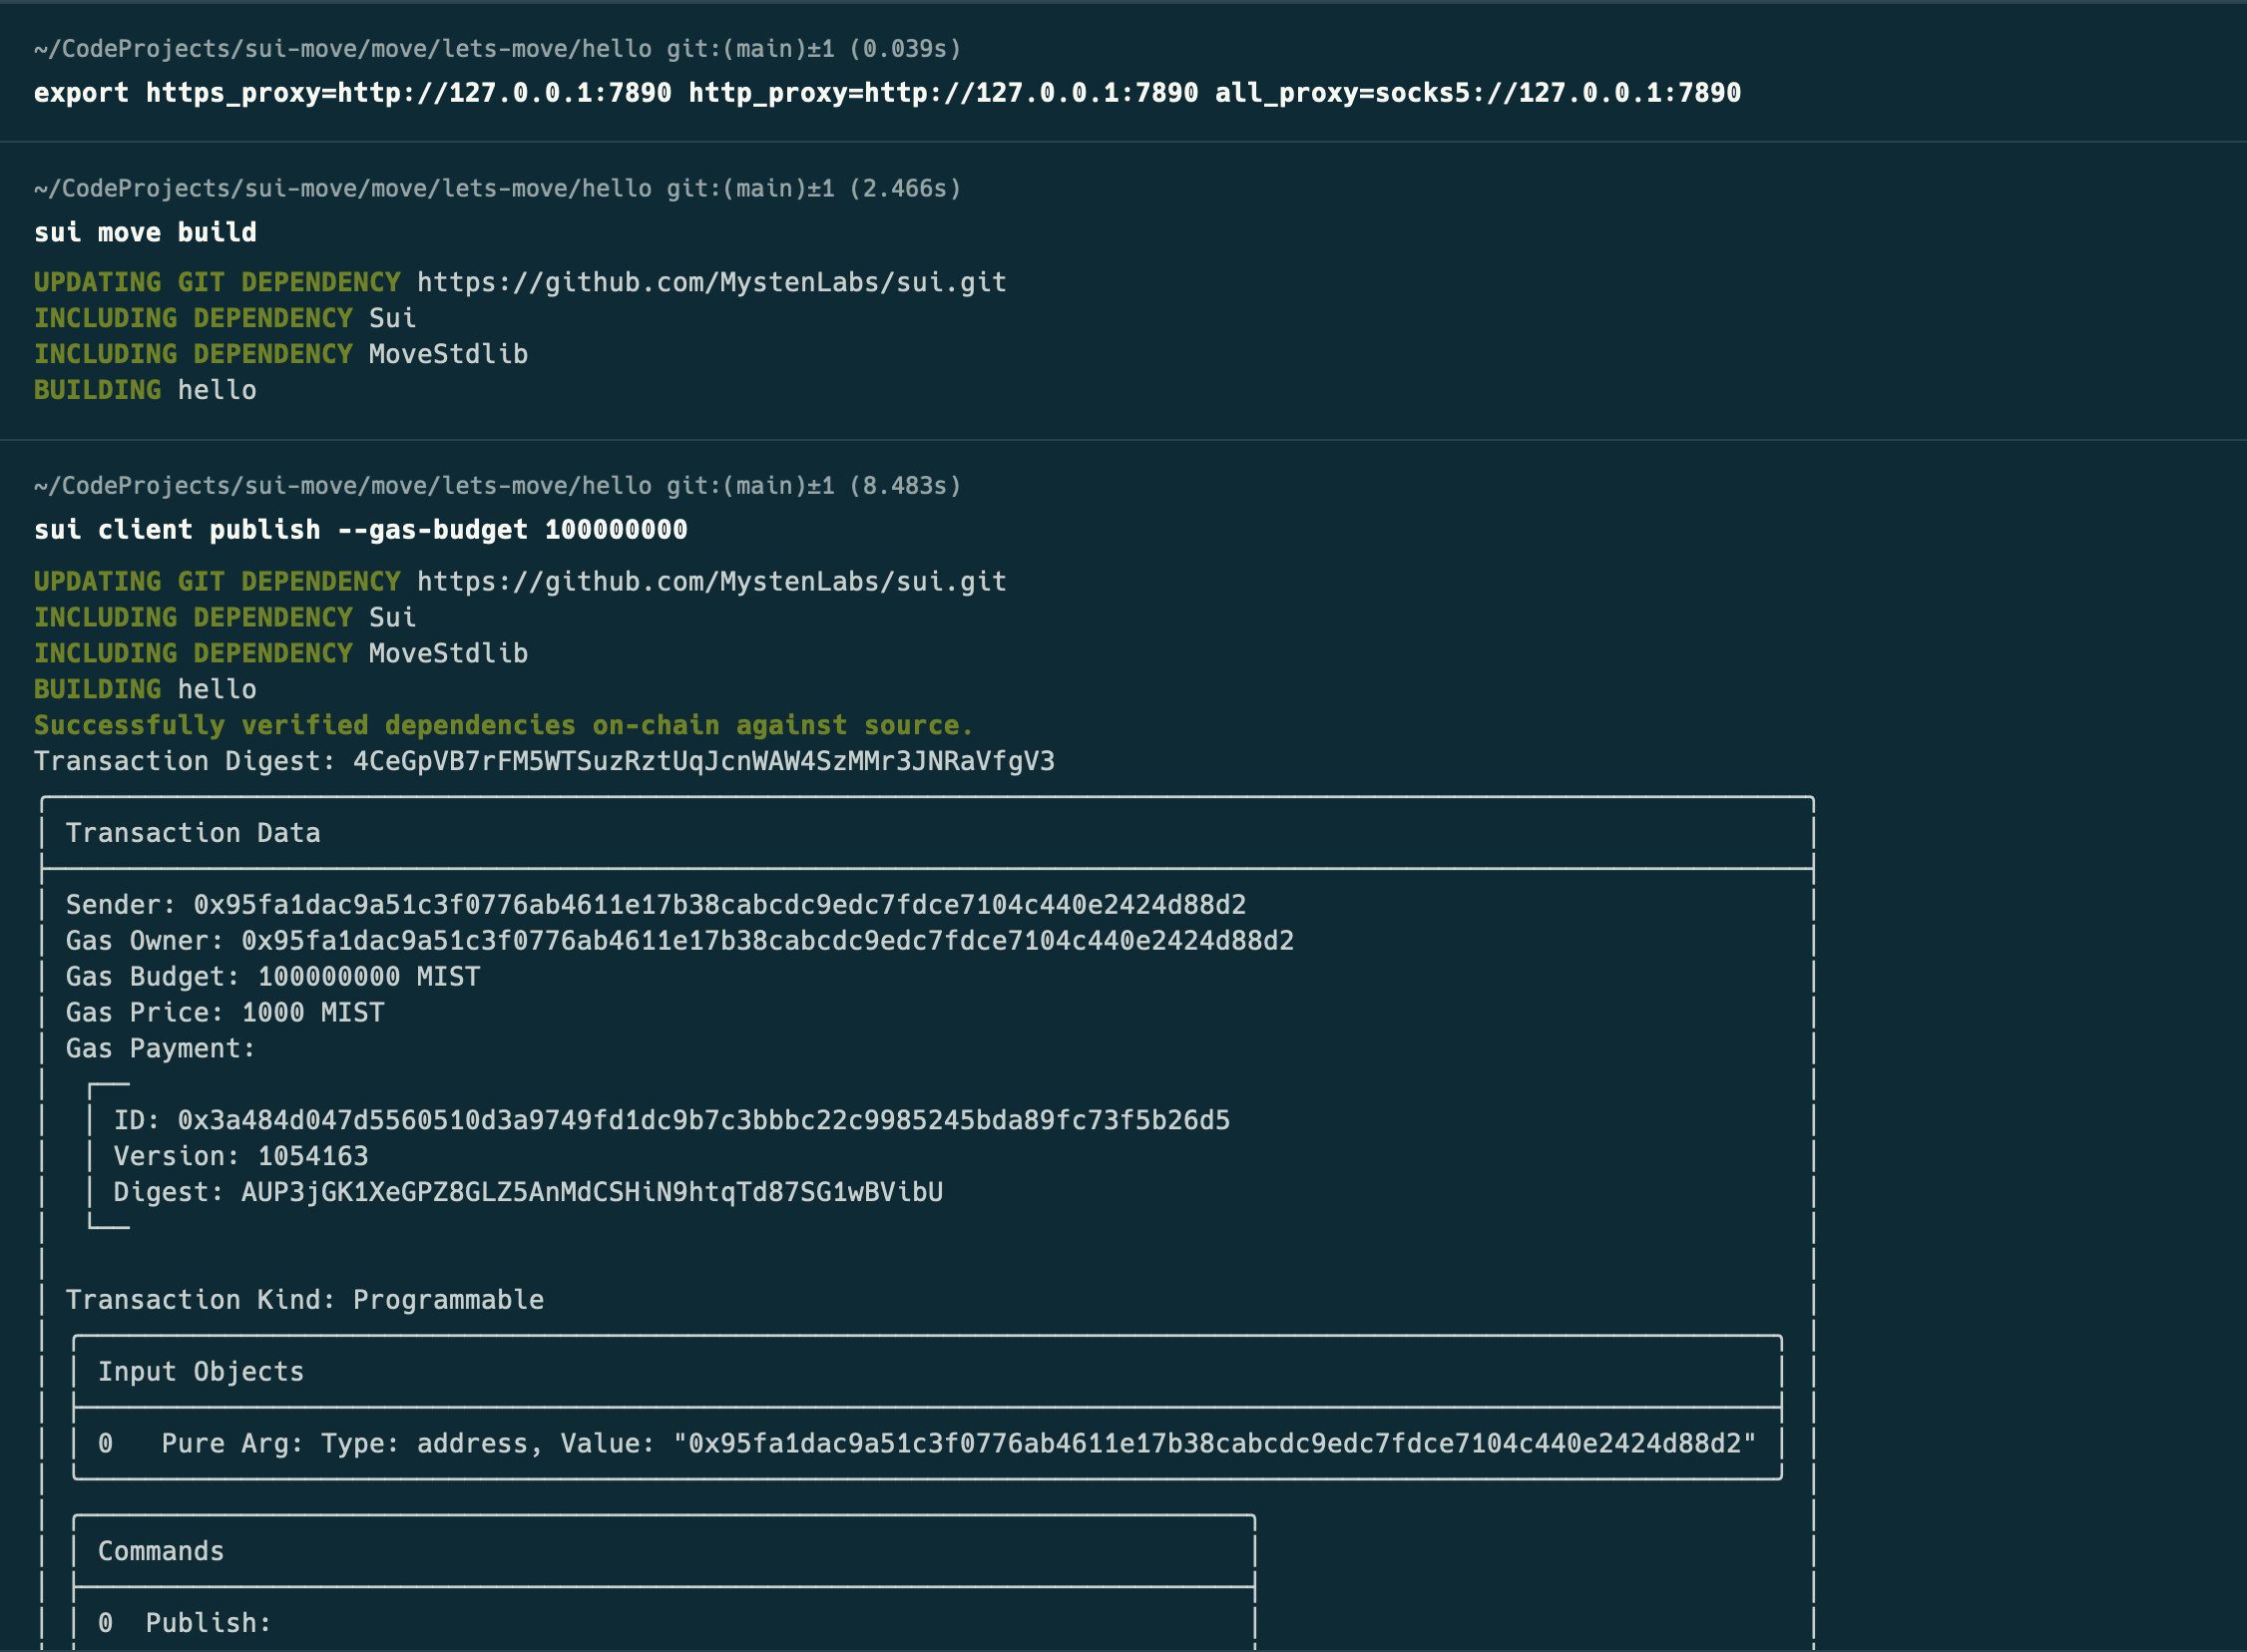 ~/CodeProjects/sui-move/move/lets-move/hello git:(main)±1 (0.039s)
export https_proxy=http://127.0.0.1:7890 http_proxy=http://127.0.0.1:7890 all_proxy=socks5://127.0.0.1:7890
~/CodeProjects/sui-move/move/lets-move/hello git:(main)±1 (2.466s)
sui move build
UPDATING GIT DEPENDENCY https://github.com/MystenLabs/sui.git
INCLUDING DEPENDENCY Sui
INCLUDING DEPENDENCY MoveStdlib
BUILDING hello
~/CodeProjects/sui-move/move/lets-move/hello git:(main)±1 (8.483s)
sui client publish --gas-budget 100000000
UPDATING GIT DEPENDENCY https://github.com/MystenLabs/sui.git
INCLUDING DEPENDENCY Sui
INCLUDING DEPENDENCY MoveStdlib
BUILDING hello
Successfully verified dependencies on-chain against source.
Transaction Digest: 4CeGpVB7rFM5WTSuzRztUqJcnWAW4SzMMr3JNRaVfgV3
Transaction Data
Sender: 0x95fa1dac9a51c3f0776ab4611e17b38cabcdc9edc7fdce7104c440e2424d88d2
Gas Owner: 0x95fa1dac9a51c3f0776ab4611e17b38cabcdc9edc7fdce7104c440e2424d88d2
Gas Budget: 100000000 MIST
Gas Price: 1000 MIST
Gas Payment:
ID: 0x3a484d047d5560510d3a9749fd1dc9b7c3bbbc22c9985245bda89fc73f5b26d5
Version: 1054163
Digest: AUP3jGK1XeGPZ8GLZ5AnMdCSHiN9htqTd87SG1wBVibU
Transaction Kind: Programmable
Input Objects
0 Pure Arg: Type: address, Value: "0x95fa1dac9a51c3f0776ab4611e17b38cabcdc9edc7fdce7104c440e2424d88d2"
Commands
0 Publish: